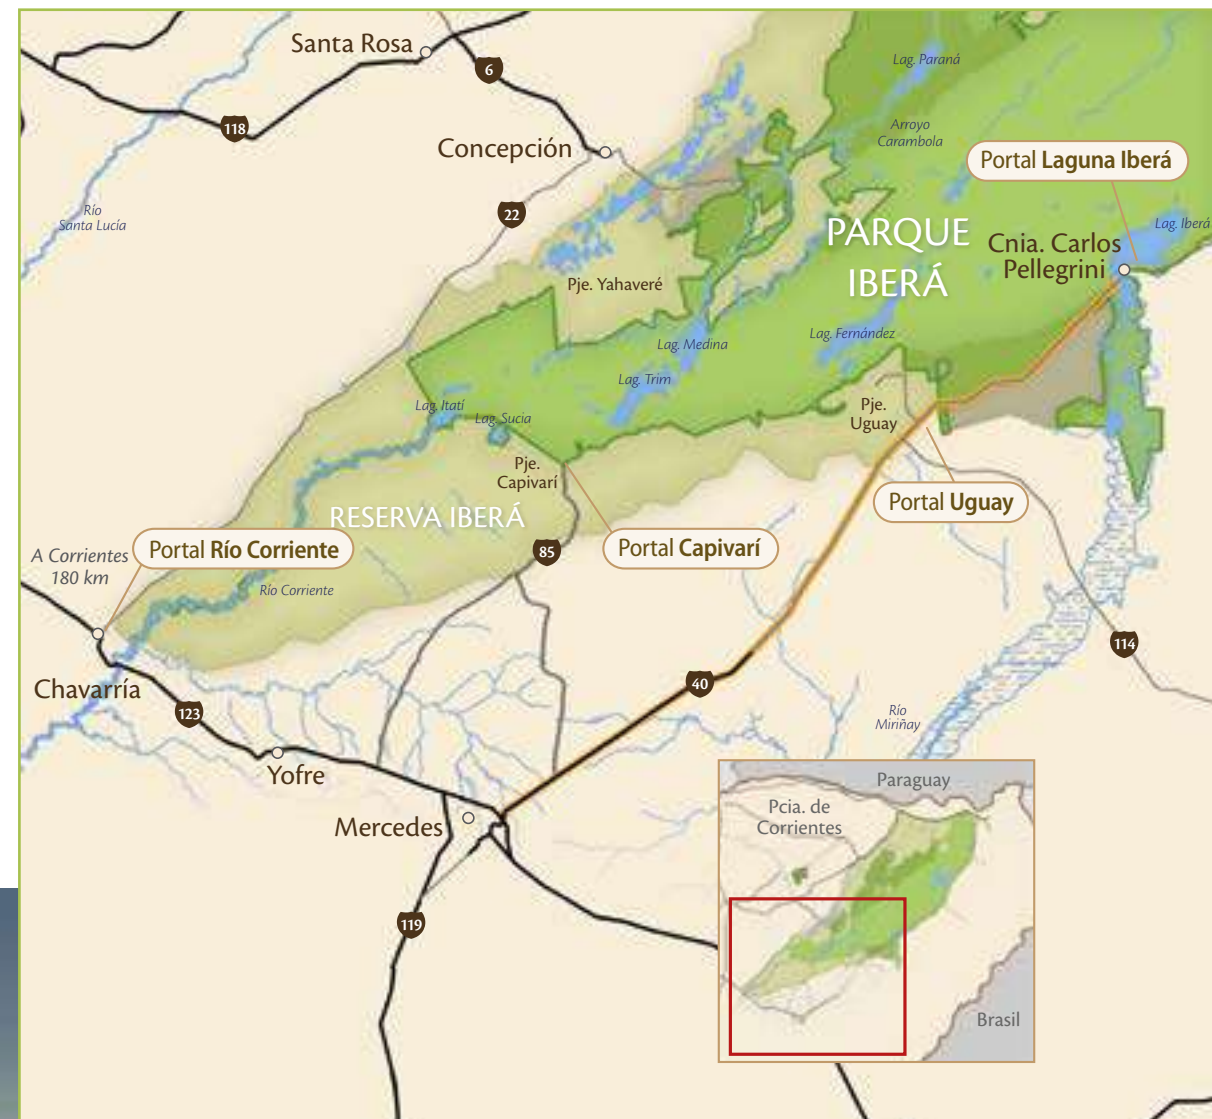 Santa Rosa
6
Lag. Paraná
118
Arroyo
Carambola
Concepción
Portal Laguna Iberá
Río
Santa Lucía
22
PARQUE
IBERÁ
Lag. Iberá
Cnia. Carlos
Pellegrini
Pje. Yahaveré
Lag. Medina
Lag. Fernández
Lag. Trim
Lag. Itatí
Lag. Sucia
Pje.
Uguay
Pje.
Capivarí
Portal Uguay
RESERVA IBERÁ
A Corrientes
180 km
Portal Río Corriente
85
Portal Capivarí
Río Corriente
114
Chavarría
123
40
Río
Miriñay
Yofre
Mercedes
119
Paraguay
Pcia. de
Corrientes
Brasil